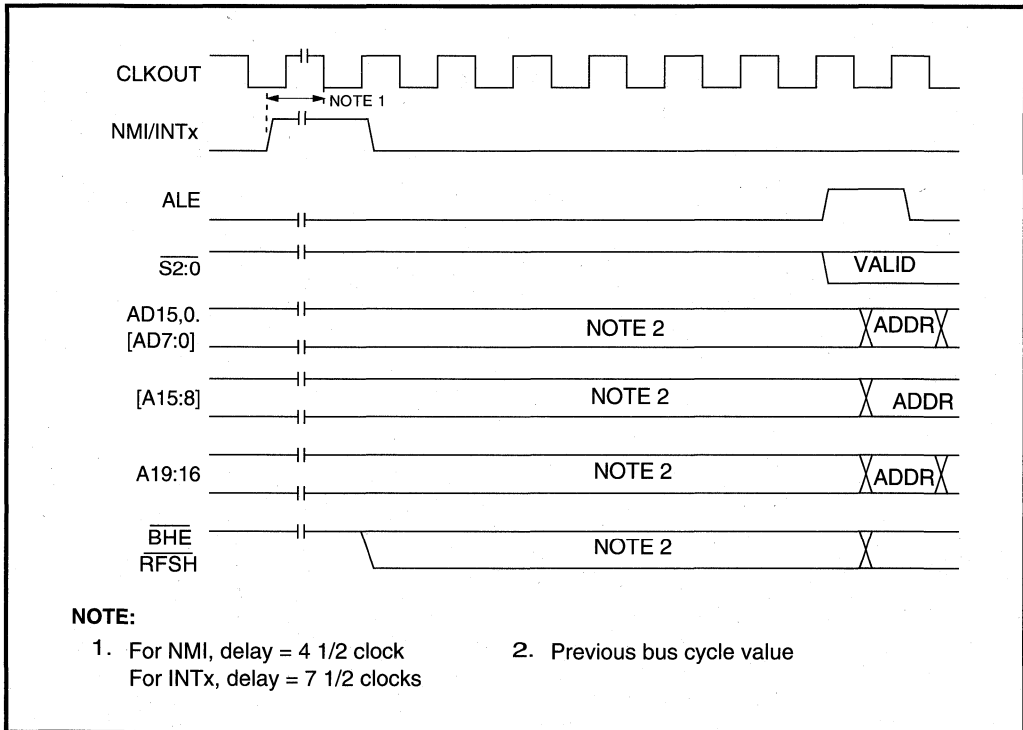 CLKOUT
NOTE 1
NMI/INTx
ALE
S2:0
VALID
AD15,0.
[AD7:0]
NOTE 2
ADDR
[A15:8]
NOTE 2
ADDR
A19:16
NOTE 2
ADDR
BHE
RFSH
NOTE 2
NOTE:
1. For NMI, delay = 4 1/2 clock
For INTx, delay = 7 1/2 clocks
2. Previous bus cycle value